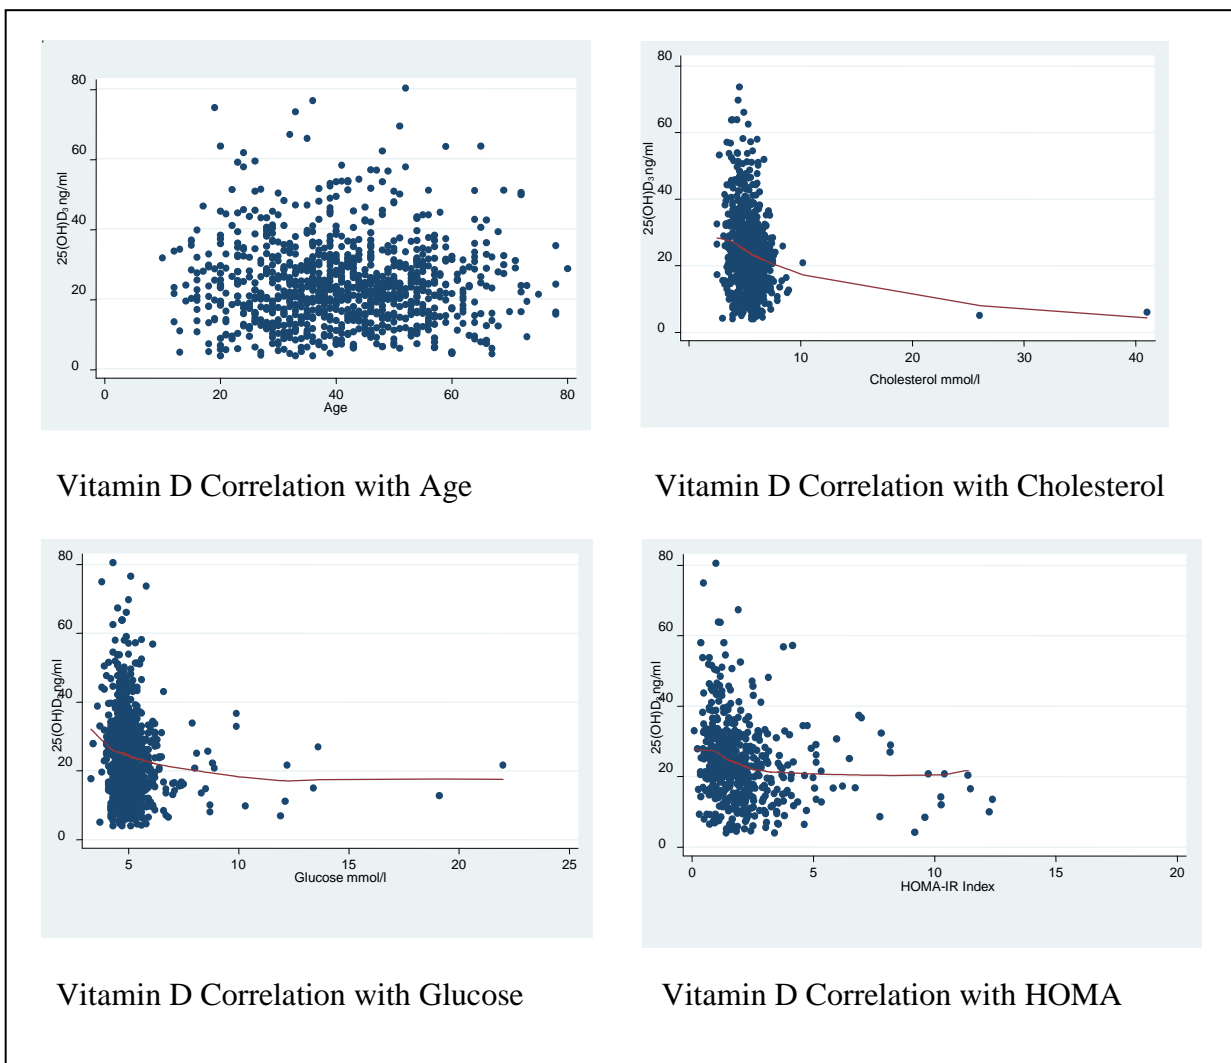 80
60
40
20
0
25(OH)D₃ ng/ml
0 20 40 60 80
Age
80
60
40
20
0
25(OH)D₃ ng/ml
10 20 30 40
Cholesterol mmol/l
Vitamin D Correlation with Age
Vitamin D Correlation with Cholesterol
80
60
40
20
0
25(OH)D₃ ng/ml
5 10 15 20 25
Glucose mmol/l
80
60
40
20
0
25(OH)D₃ ng/ml
0 5 10 15 20
HOMA-IR Index
Vitamin D Correlation with Glucose
Vitamin D Correlation with HOMA